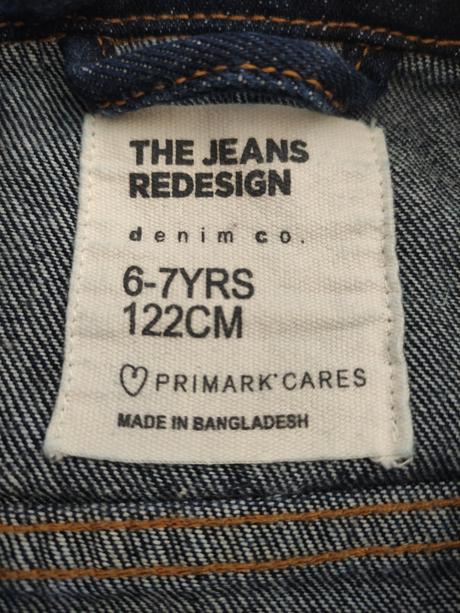 THE JEANS
REDESIGN
denim co.
6-7YRS
122CM
♡ PRIMARK® CARES
MADE IN BANGLADESH